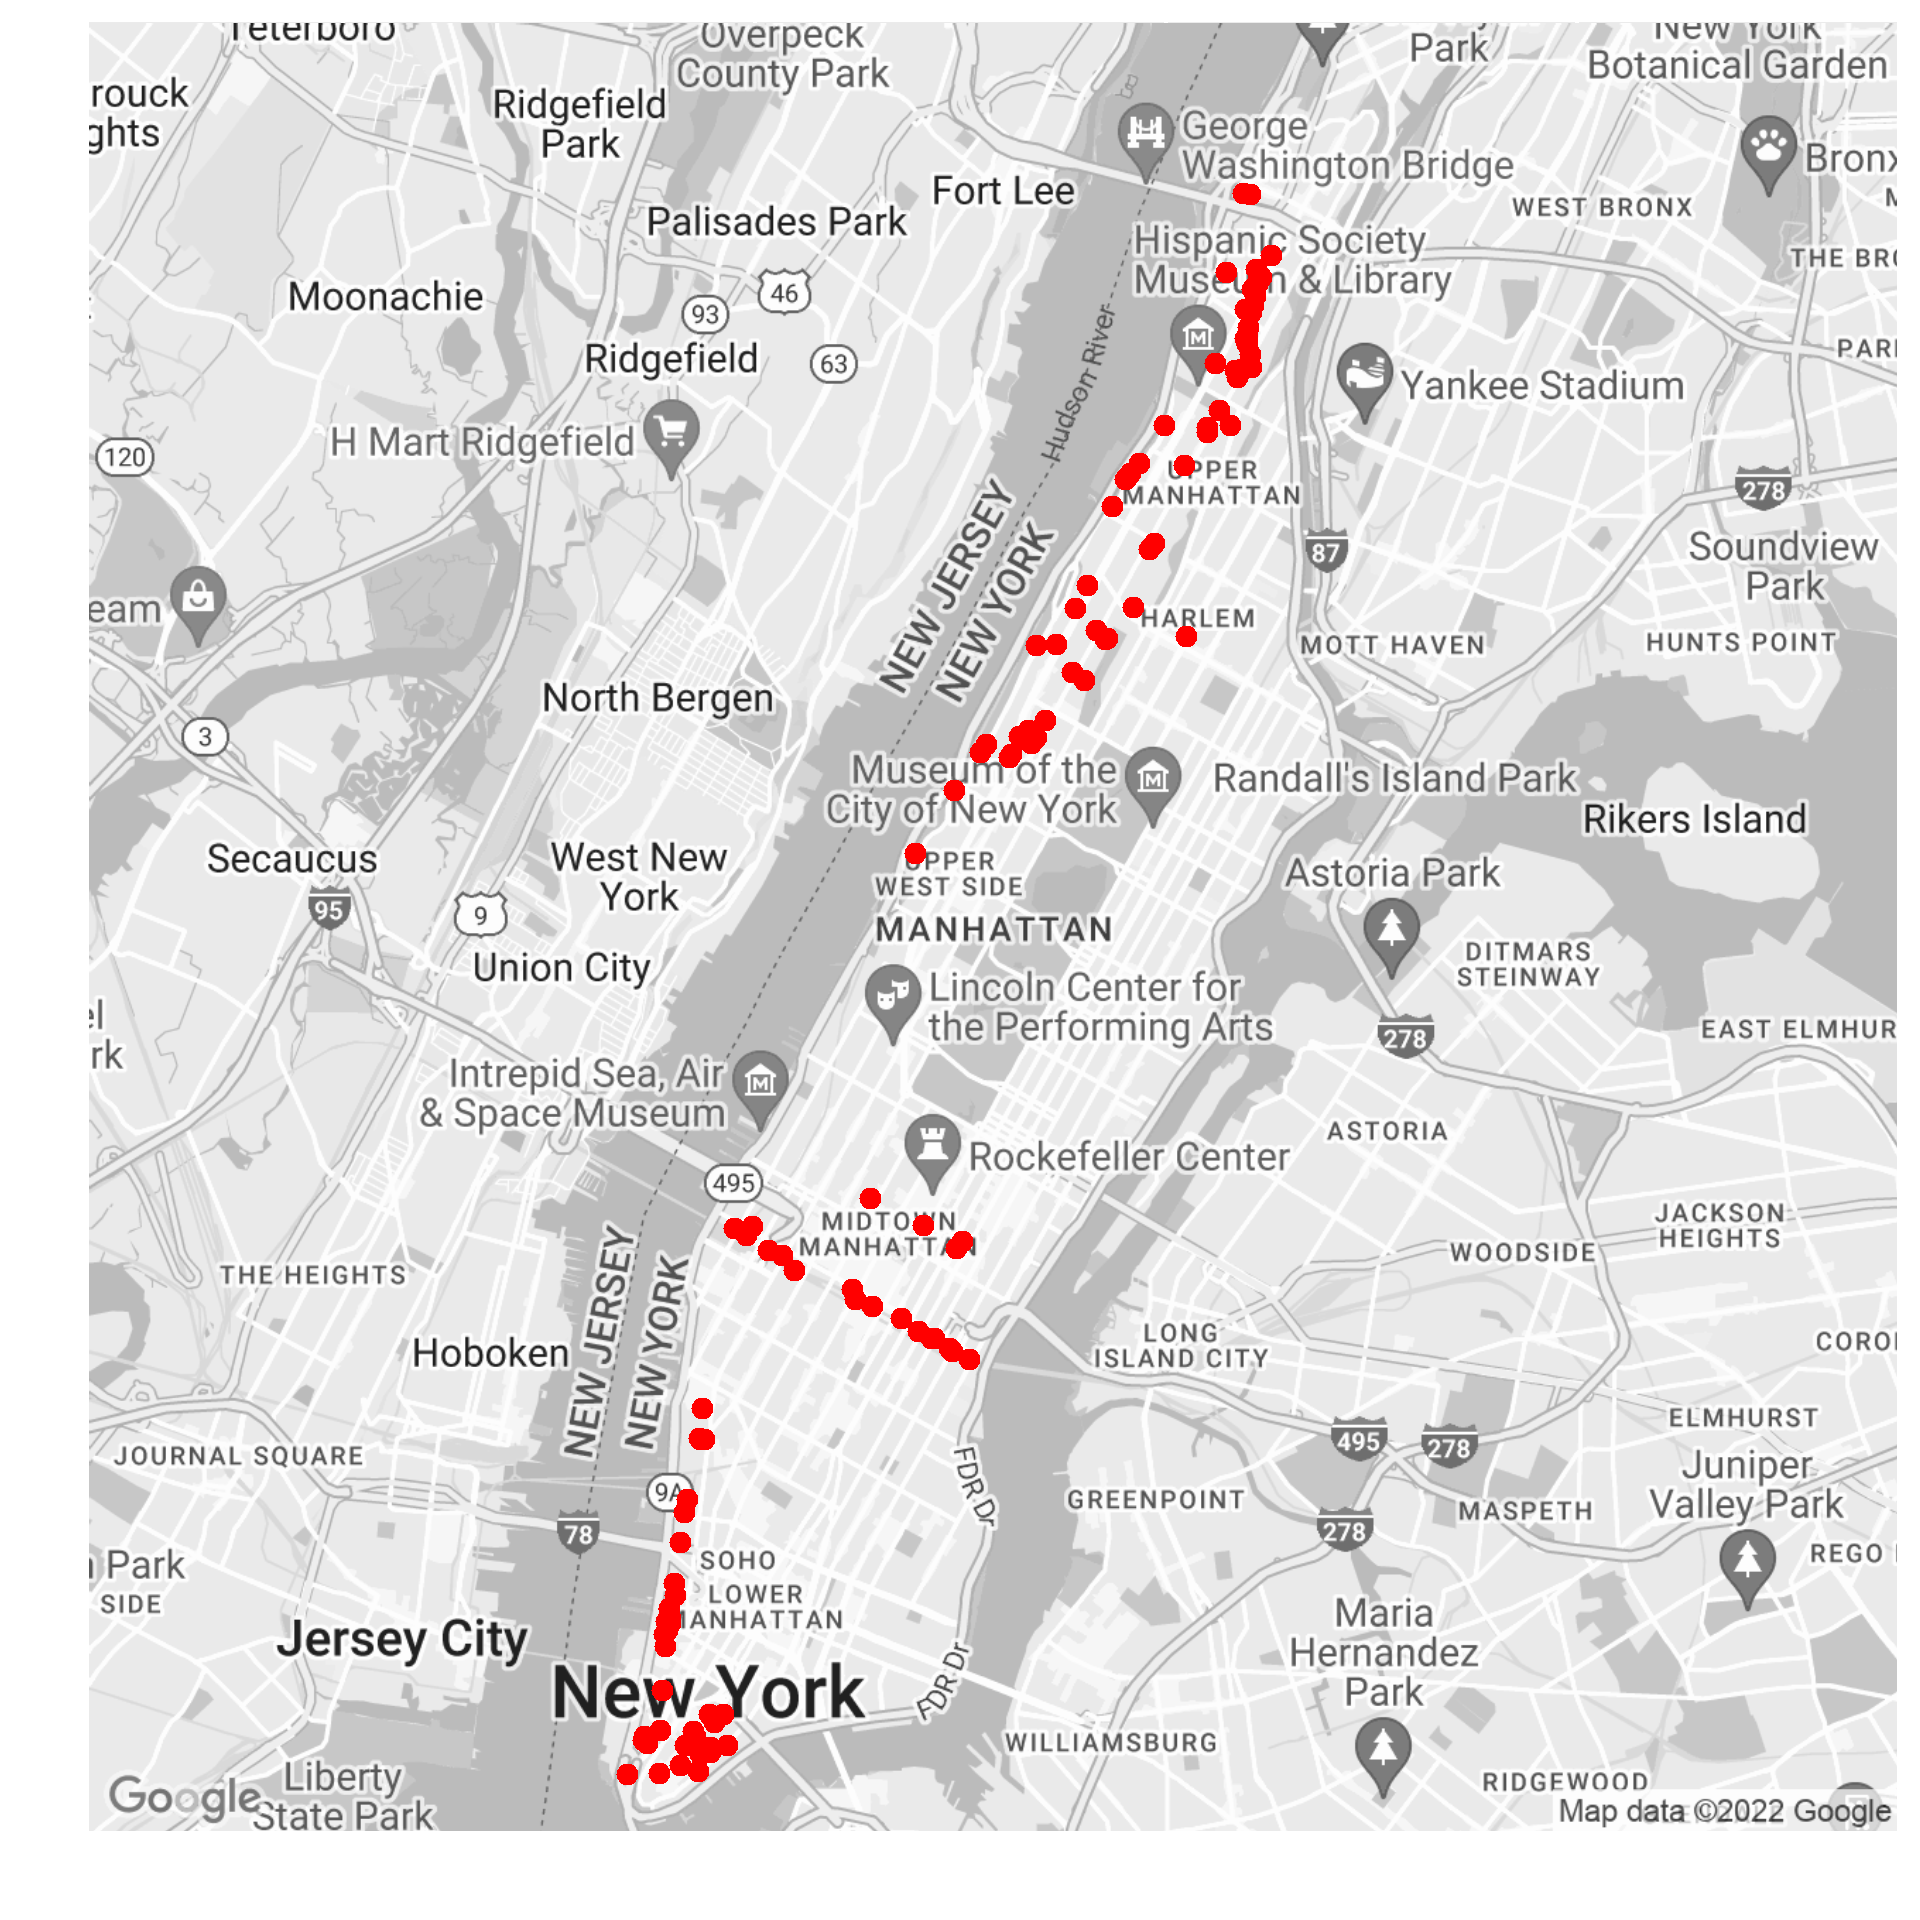 Teterboro
Overpeck
County Park
Park
New York
Botanical Garden
rouck
ghts
Ridgefield
Park
George
Washington Bridge
Bronx
Fort Lee
WEST BRONX
Palisades Park
Hispanic Society
Museum & Library
THE BRO
Moonachie
46
93
Hudson River
Ridgefield
63
PAR
Yankee Stadium
H Mart Ridgefield
120
UPPER
MANHATTAN
278
NEW JERSEY
NEW YORK
87
Soundview
Park
eam
HARLEM
MOTT HAVEN
HUNTS POINT
North Bergen
3
Museum of the
City of New York
Randall's Island Park
Rikers Island
Secaucus
West New
York
UPPER
WEST SIDE
Astoria Park
95
9
MANHATTAN
DITMARS
STEINWAY
Union City
Lincoln Center for
the Performing Arts
el
rk
278
EAST ELMHUR
Intrepid Sea, Air
& Space Museum
ASTORIA
Rockefeller Center
495
MIDTOWN
MANHATTAN
JACKSON
HEIGHTS
WOODSIDE
THE HEIGHTS
NEW JERSEY
NEW YORK
Hoboken
LONG
ISLAND CITY
CORO
ELMHURST
JOURNAL SQUARE
495
278
FDR Dr
9A
GREENPOINT
Juniper
Valley Park
MASPETH
78
278
SOHO
REGO
Park
SIDE
LOWER
MANHATTAN
Maria
Hernandez
Park
Jersey City
New York
FDR Dr
WILLIAMSBURG
Liberty
State Park
RIDGEWOOD
Google
Map data ©2022 Google